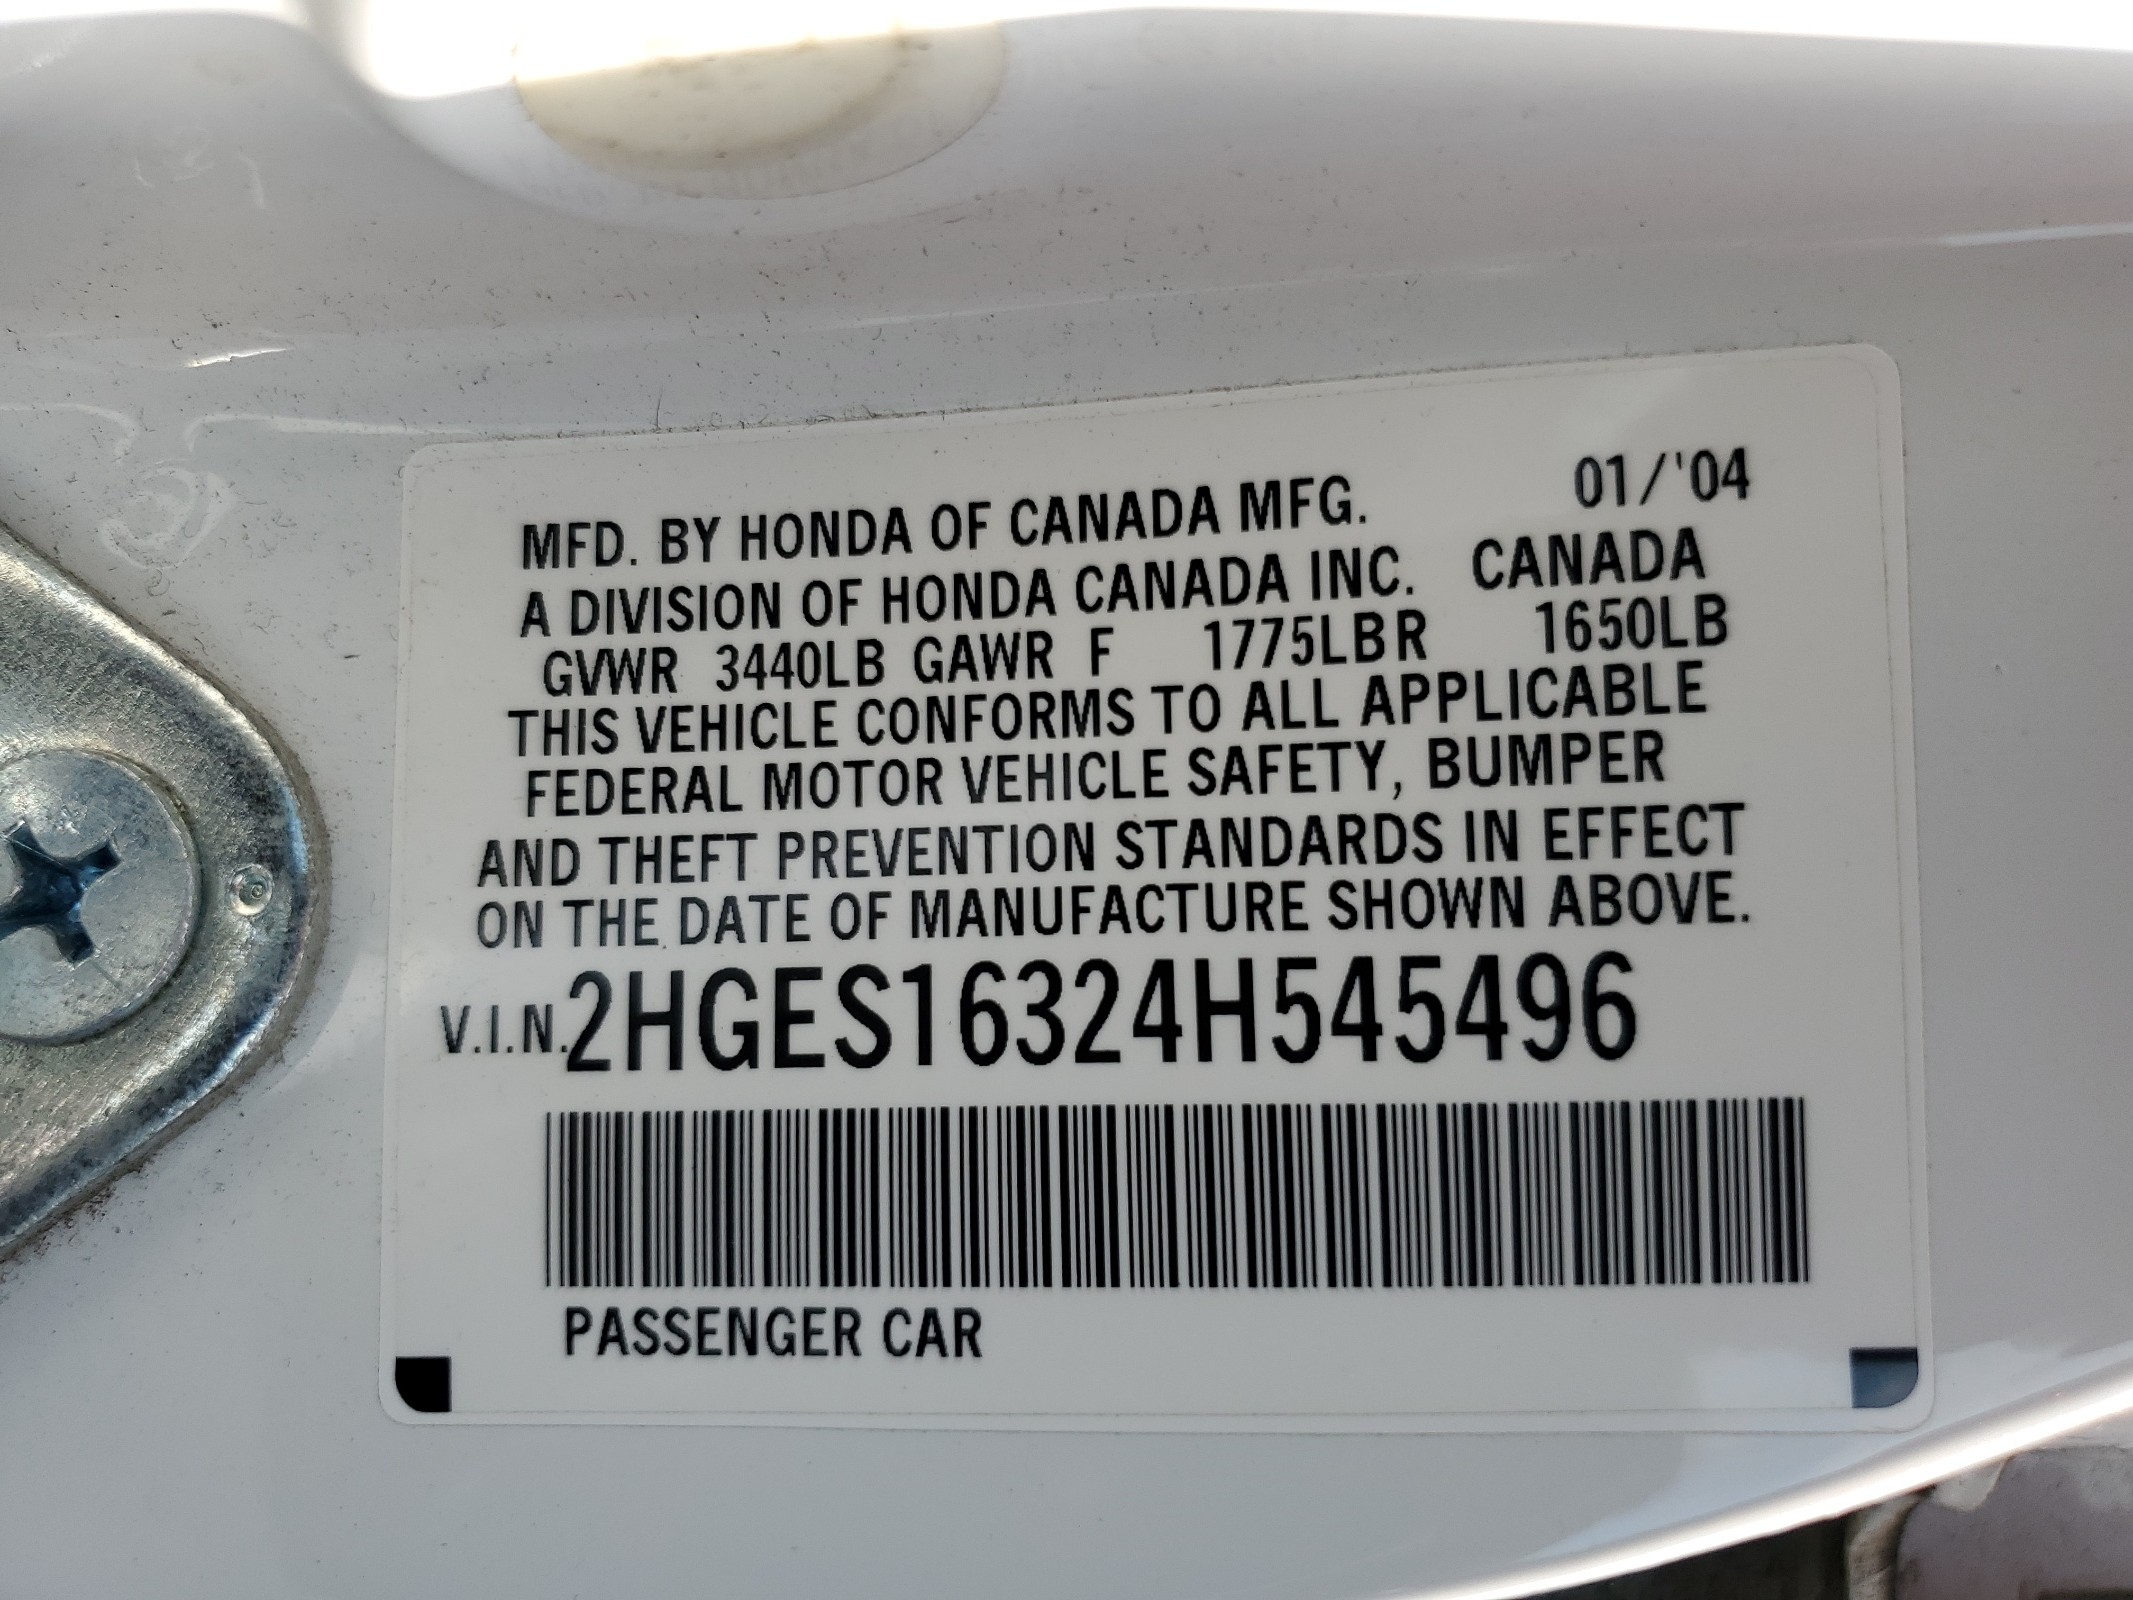 MFD. BY HONDA OF CANADA MFG. 01/'04
A DIVISION OF HONDA CANADA INC. CANADA
GVWR 3440LB GAWR F 1775LB R 1650LB
THIS VEHICLE CONFORMS TO ALL APPLICABLE
FEDERAL MOTOR VEHICLE SAFETY, BUMPER
AND THEFT PREVENTION STANDARDS IN EFFECT
ON THE DATE OF MANUFACTURE SHOWN ABOVE.
V.I.N. 2HGES16324H545496
PASSENGER CAR